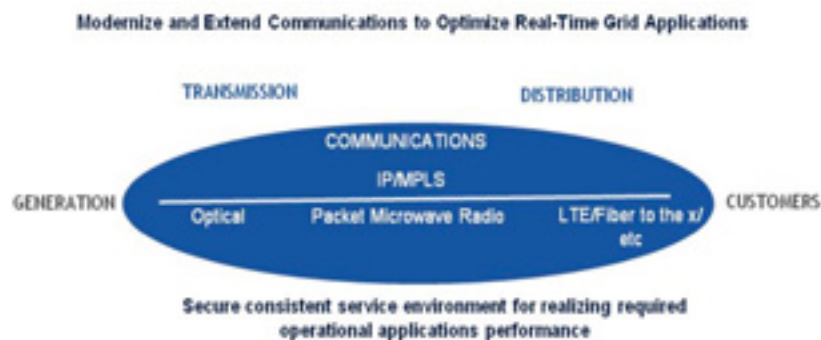 Modernize and Extend Communications to Optimize Real-Time Grid Applications
TRANSMISSION
DISTRIBUTION
COMMUNICATIONS
IP/MPLS
GENERATION
CUSTOMERS
Optical
Packet Microwave Radio
LTE/Fiber to the x/
etc
Secure consistent service environment for realizing required
operational applications performance